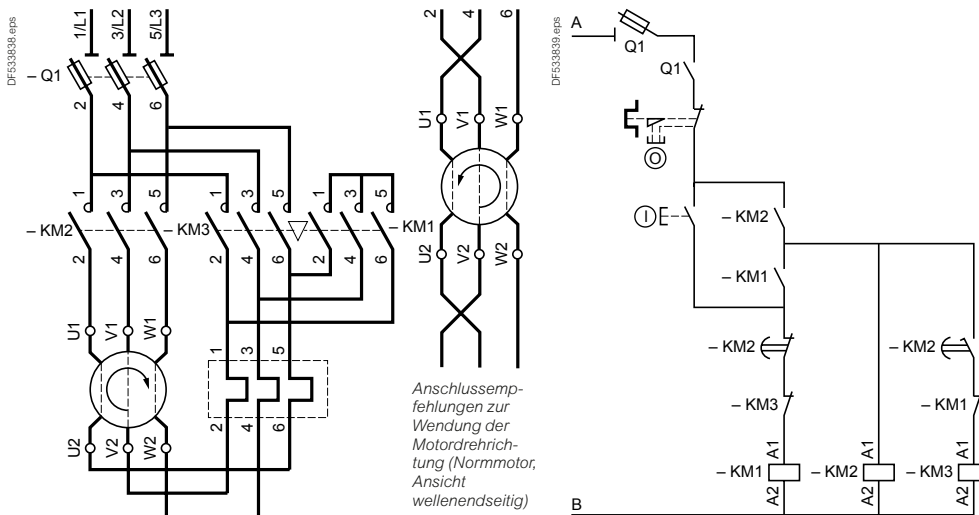 DF533838.eps
1/L1 3/L2 5/L3
– Q1
2 4 6
1 3 5 1 3 5 1 3 5
– KM2 – KM3 – KM1
2 4 6 2 4 6 2 4 6
U1 V1 W1
1 3 5
2 4 6
U2 V2 W2
2 4 6
U1 V1 W1
U2 V2 W2
Anschlussemp-
fehlungen zur
Wendung der
Motordrehrich-
tung (Normmotor,
Ansicht
wellenendseitig)
DF533839.eps
A
Q1
Q1
O
I
– KM2
– KM1
– KM2 – KM2
– KM3 – KM1
A1 A1 A1
– KM1 – KM2 – KM3
A2 A2 A2
B